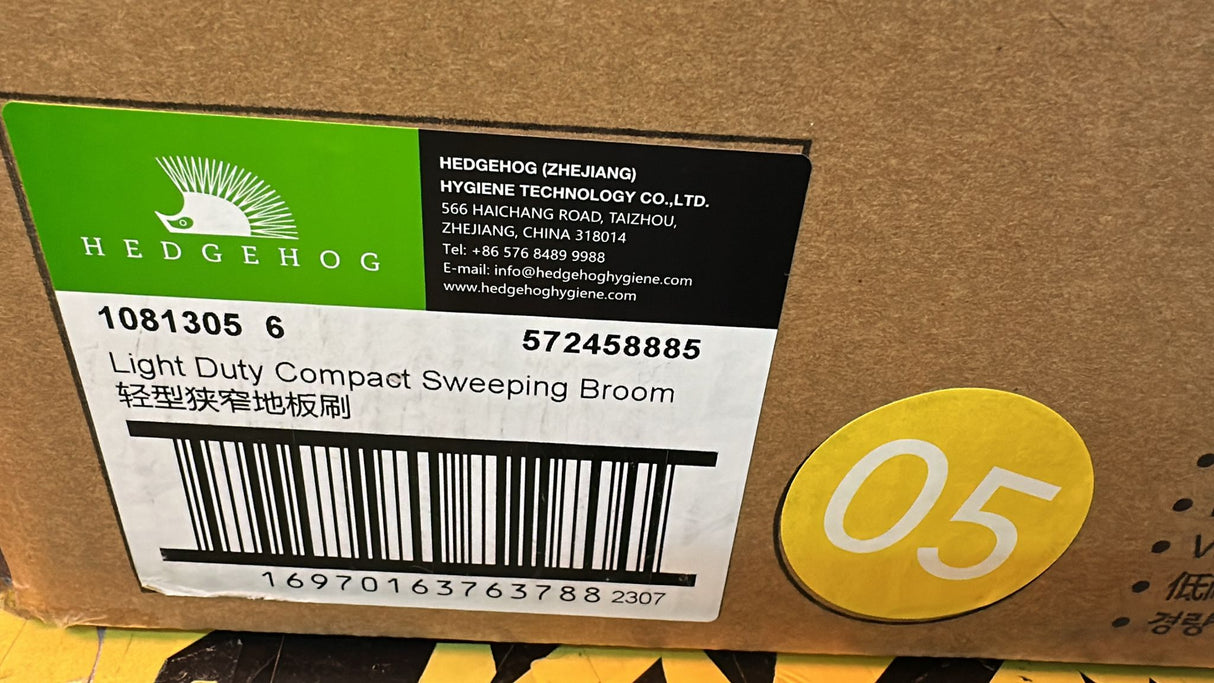 HEDGEHOG
HEDGEHOG (ZHEJIANG)
HYGIENE TECHNOLOGY CO.,LTD.
566 HAICHANG ROAD, TAIZHOU,
ZHEJIANG, CHINA 318014
Tel: +86 576 8489 9988
E-mail: info@hedgehoghygiene.com
www.hedgehoghygiene.com
1081305 6 572458885
Light Duty Compact Sweeping Broom
轻型狭窄地板刷
16970163763788 2307
05
경량